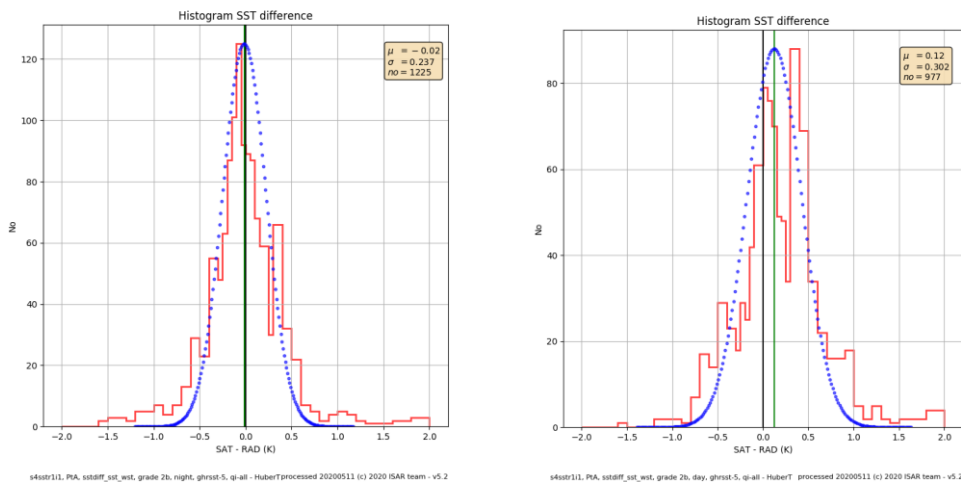 Histogram SST difference
μ = − 0.02
σ = 0.237
no = 1225
120
100
80
60
40
20
0
No
-2.0 -1.5 -1.0 -0.5 0.0 0.5 1.0 1.5 2.0
SAT - RAD (K)
s4sstr1i1, PtA, sstdiff_sst_wst, grade 2b, night, ghrsst-5, qi-all - HuberT processed 20200511 (c) 2020 ISAR team - v5.2
Histogram SST difference
μ = 0.12
σ = 0.302
no = 977
80
60
40
20
0
No
-2.0 -1.5 -1.0 -0.5 0.0 0.5 1.0 1.5 2.0
SAT - RAD (K)
s4sstr1i1, PtA, sstdiff_sst_wst, grade 2b, day, ghrsst-5, qi-all - HuberT processed 20200511 (c) 2020 ISAR team - v5.2